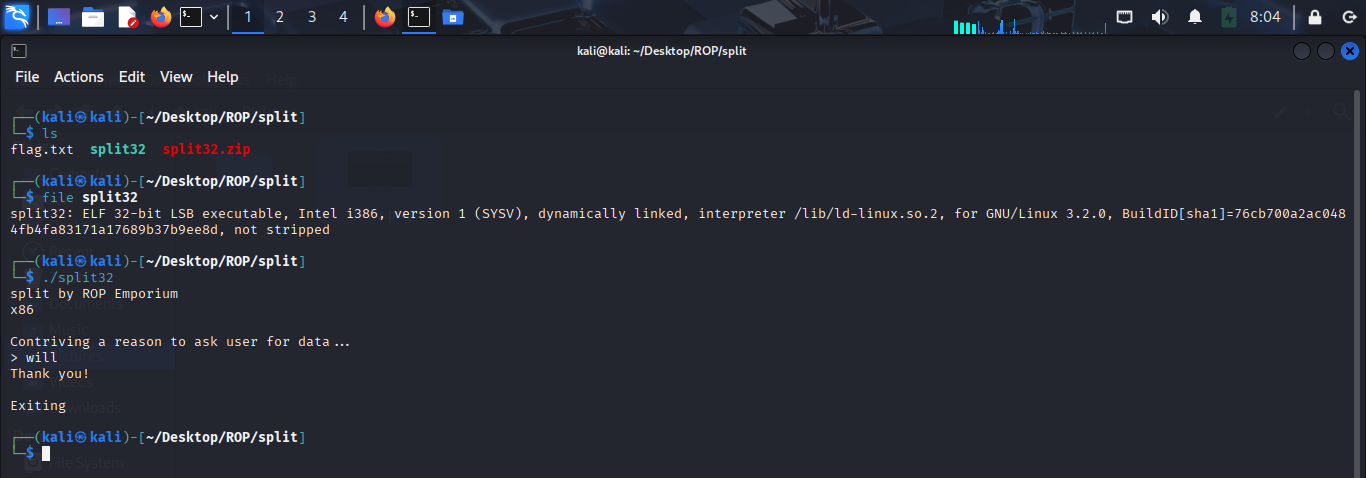 1 2 3 4 8:04
kali@kali: ~/Desktop/ROP/split
File Actions Edit View Help
┌──(kali㉿kali)-[~/Desktop/ROP/split]
└─$ ls
flag.txt split32 split32.zip
┌──(kali㉿kali)-[~/Desktop/ROP/split]
└─$ file split32
split32: ELF 32-bit LSB executable, Intel i386, version 1 (SYSV), dynamically linked, interpreter /lib/ld-linux.so.2, for GNU/Linux 3.2.0, BuildID[sha1]=76cb700a2ac048
4fb4fa83171a17689b37b9ee8d, not stripped
┌──(kali㉿kali)-[~/Desktop/ROP/split]
└─$ ./split32
split by ROP Emporium
x86
Contriving a reason to ask user for data...
> will
Thank you!
Exiting
┌──(kali㉿kali)-[~/Desktop/ROP/split]
└─$
File System